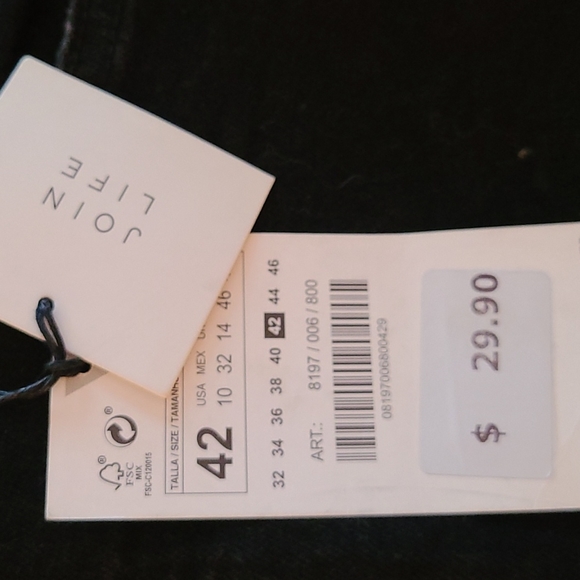 JOIN
LIFE
®
®
FSC
MIX
FSC-C120015
TALLA / SIZE /
42
USA MEX
10 32 14 46
32 34 36 38 40 42 44 46
ART.: 8197 / 006 / 800
08197006800429
$ 29.90